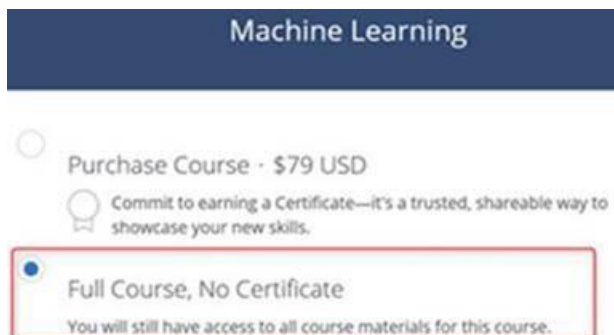 Machine Learning
Purchase Course · $79 USD
Commit to earning a Certificate—it's a trusted, shareable way to
showcase your new skills.
Full Course, No Certificate
You will still have access to all course materials for this course.